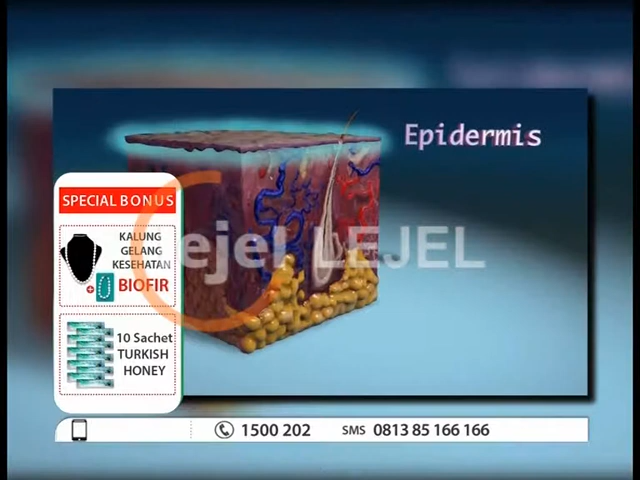 Epidermis
SPECIAL BONUS
KALUNG
GELANG
KESEHATAN
+ BIOFIR
ejel LEJEL
10 Sachet
TURKISH
HONEY
1500 202 SMS 0813 85 166 166